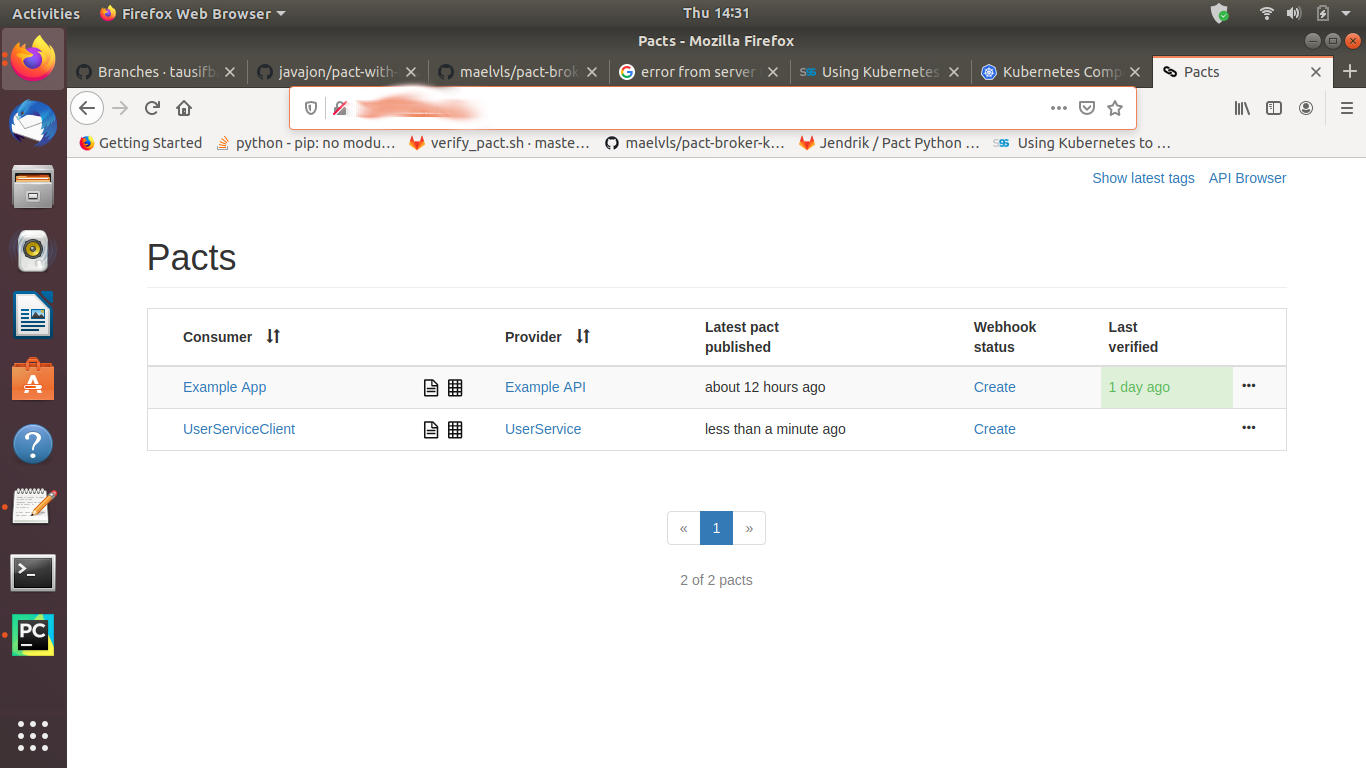 Activities Firefox Web Browser Thu 14:31
Pacts - Mozilla Firefox
Branches · tausifb javajon/pact-with- maelvls/pact-brok error from server Using Kubernetes Kubernetes Comp Pacts
Getting Started python - pip: no modu… verify_pact.sh · maste… maelvls/pact-broker-k… Jendrik / Pact Python … Using Kubernetes to …
Show latest tags API Browser
Pacts
Consumer Provider Latest pact published Webhook status Last verified
Example App Example API about 12 hours ago Create 1 day ago •••
UserServiceClient UserService less than a minute ago Create •••
« 1 »
2 of 2 pacts
>_
PC